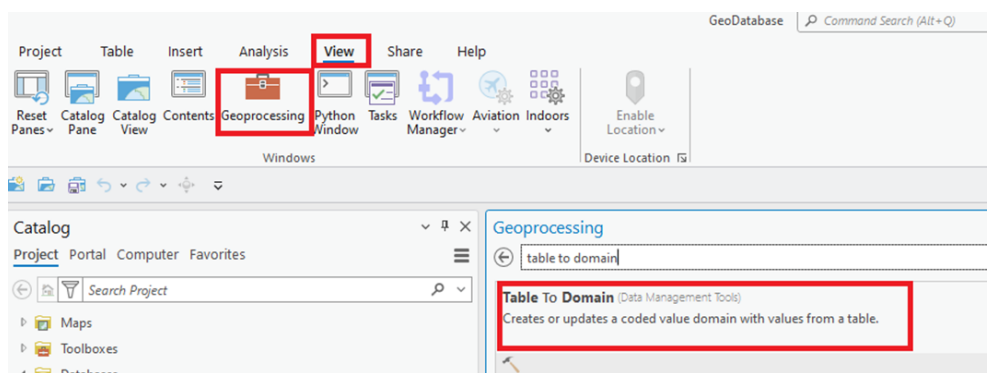 GeoDatabase Command Search (Alt+Q)
Project Table Insert Analysis View Share Help
Reset Catalog Catalog Contents Geoprocessing Python Tasks Workflow Aviation Indoors Enable
Panes Pane View Window Manager Location
Windows Device Location
Catalog
Project Portal Computer Favorites
Search Project
Maps
Toolboxes
Databases
Geoprocessing
table to domain
Table To Domain (Data Management Tools)
Creates or updates a coded value domain with values from a table.